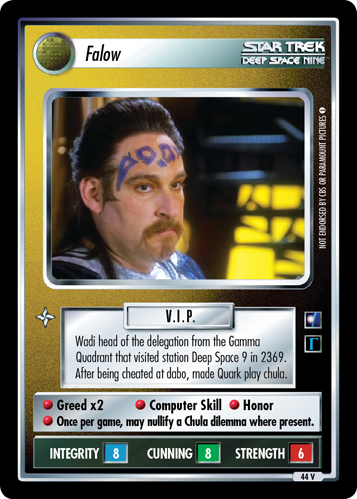 Falow
STAR TREK
DEEP SPACE NINE
NOT ENDORSED BY CBS OR PARAMOUNT PICTURES
V.I.P.
Wadi head of the delegation from the Gamma
Quadrant that visited station Deep Space 9 in 2369.
After being cheated at dabo, made Quark play chula.
Greed x2 Computer Skill Honor
Once per game, may nullify a Chula dilemma where present.
INTEGRITY 8 CUNNING 8 STRENGTH 6
44 V